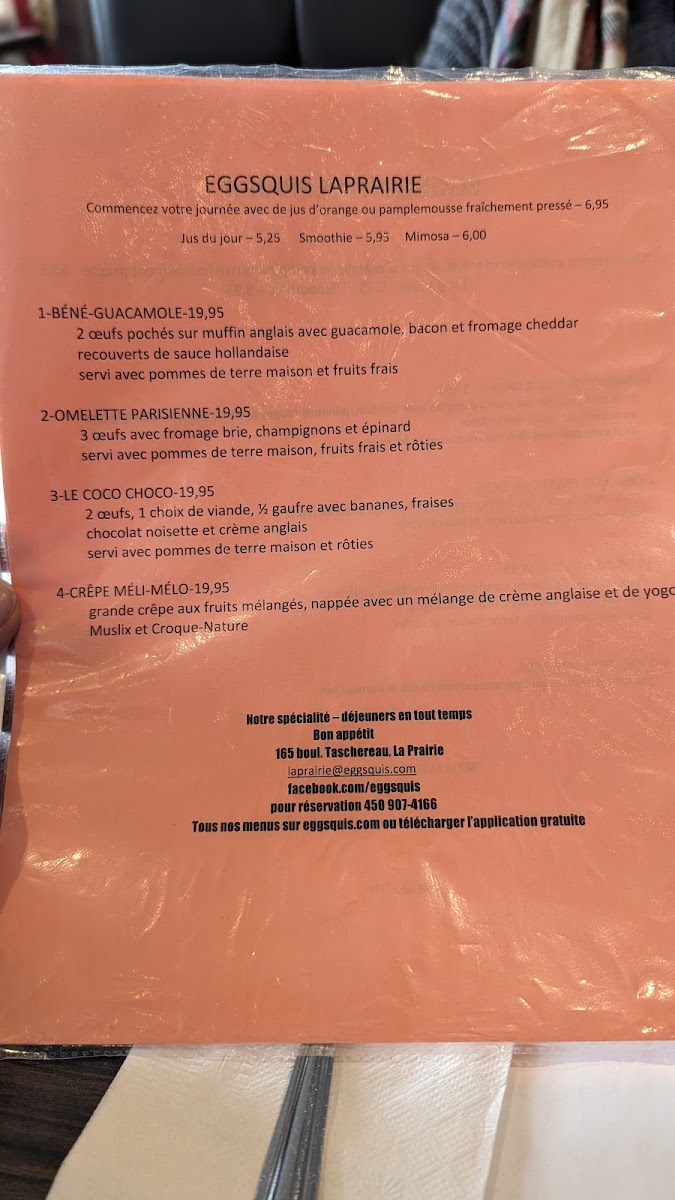 EGGSQUIS LAPRAIRIE
Commencez votre journée avec de jus d'orange ou pamplemousse fraîchement pressé – 6,95
Jus du jour – 5,25 Smoothie – 5,95 Mimosa – 6,00
1-BÉNÉ-GUACAMOLE-19,95
2 œufs pochés sur muffin anglais avec guacamole, bacon et fromage cheddar
recouverts de sauce hollandaise
servi avec pommes de terre maison et fruits frais
2-OMELETTE PARISIENNE-19,95
3 œufs avec fromage brie, champignons et épinard
servi avec pommes de terre maison, fruits frais et rôties
3-LE COCO CHOCO-19,95
2 œufs, 1 choix de viande, ½ gaufre avec bananes, fraises
chocolat noisette et crème anglais
servi avec pommes de terre maison et rôties
4-CRÊPE MÉLI-MÉLO-19,95
grande crêpe aux fruits mélangés, nappée avec un mélange de crème anglaise et de yogo
Muslix et Croque-Nature
Notre spécialité – déjeuners en tout temps
Bon appétit
165 boul. Taschereau, La Prairie
laprairie@eggsquis.com
facebook.com/eggsquis
pour réservation 450 907-4166
Tous nos menus sur eggsquis.com ou télécharger l'application gratuite